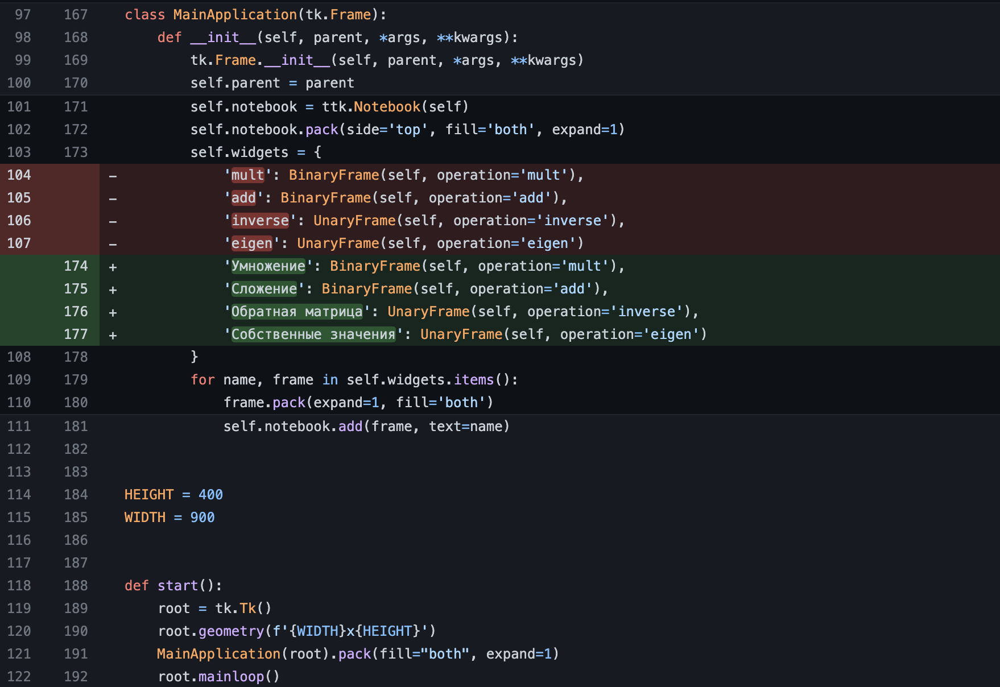 97 167 class MainApplication(tk.Frame):
98 168 def __init__(self, parent, *args, **kwargs):
99 169 tk.Frame.__init__(self, parent, *args, **kwargs)
100 170 self.parent = parent
101 171 self.notebook = ttk.Notebook(self)
102 172 self.notebook.pack(side='top', fill='both', expand=1)
103 173 self.widgets = {
104 - 'mult': BinaryFrame(self, operation='mult'),
105 - 'add': BinaryFrame(self, operation='add'),
106 - 'inverse': UnaryFrame(self, operation='inverse'),
107 - 'eigen': UnaryFrame(self, operation='eigen')
174 + 'Умножение': BinaryFrame(self, operation='mult'),
175 + 'Сложение': BinaryFrame(self, operation='add'),
176 + 'Обратная матрица': UnaryFrame(self, operation='inverse'),
177 + 'Собственные значения': UnaryFrame(self, operation='eigen')
108 178 }
109 179 for name, frame in self.widgets.items():
110 180 frame.pack(expand=1, fill='both')
111 181 self.notebook.add(frame, text=name)
112 182
113 183
114 184 HEIGHT = 400
115 185 WIDTH = 900
116 186
117 187
118 188 def start():
119 189 root = tk.Tk()
120 190 root.geometry(f'{WIDTH}x{HEIGHT}')
121 191 MainApplication(root).pack(fill="both", expand=1)
122 192 root.mainloop()